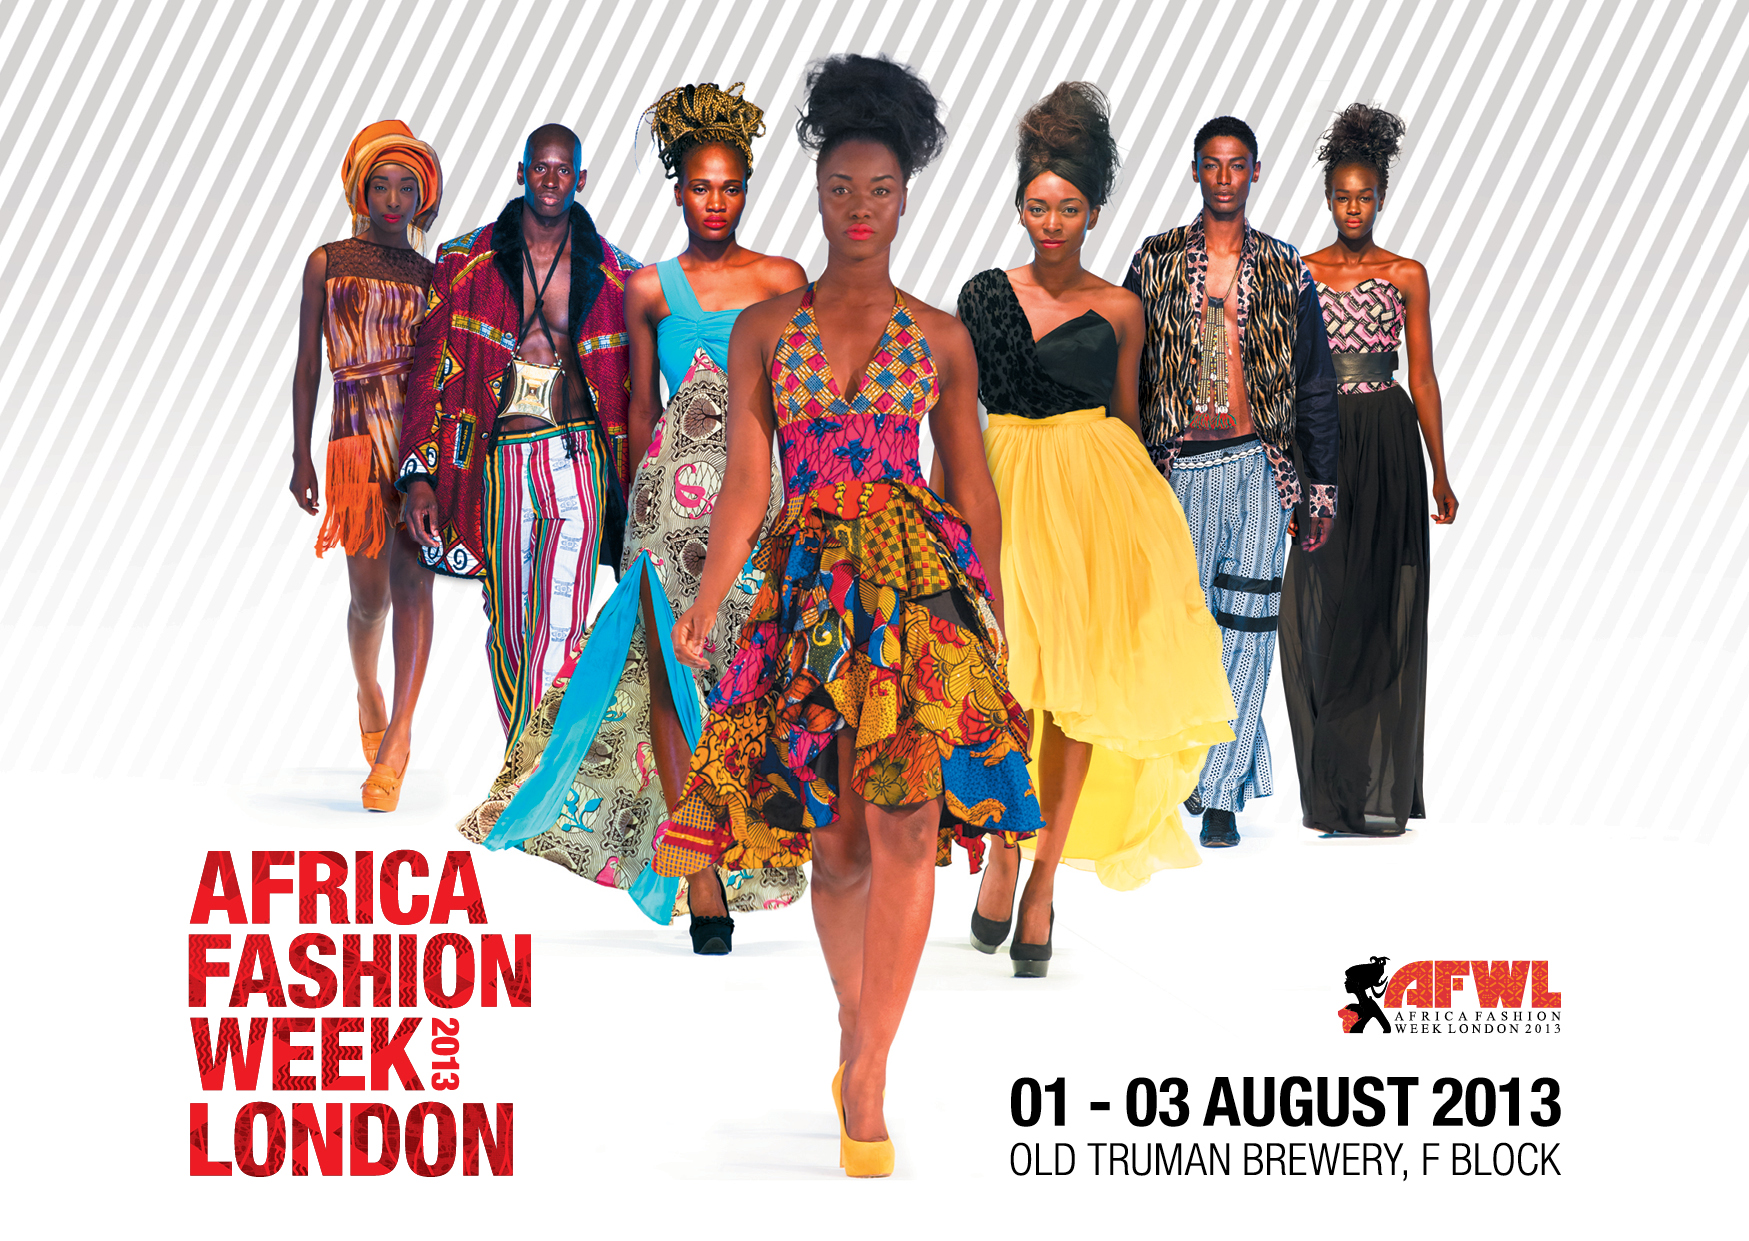 AFRICA
FASHION
WEEK 2013
LONDON
AFWL
AFRICA FASHION
WEEK LONDON 2013
01 - 03 AUGUST 2013
OLD TRUMAN BREWERY, F BLOCK